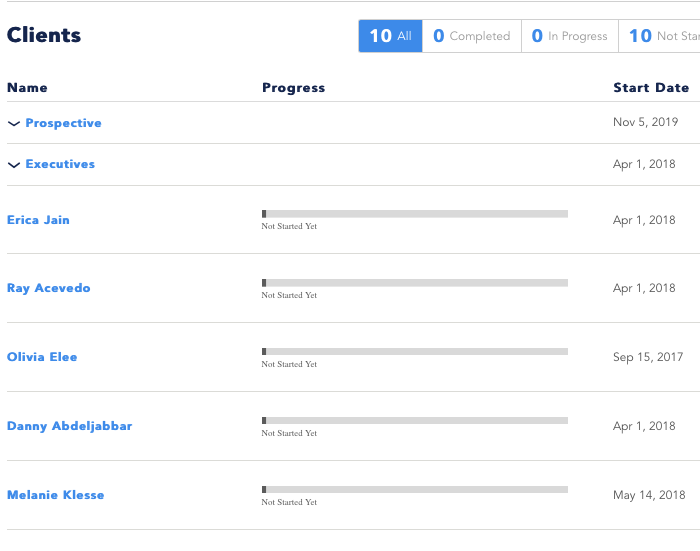 Clients
10 All 0 Completed 0 In Progress 10 Not
Name Progress Start Date
Prospective Nov 5, 2019
Executives Apr 1, 2018
Erica Jain Apr 1, 2018
Not Started Yet
Ray Acevedo Apr 1, 2018
Not Started Yet
Olivia Elee Sep 15, 2017
Not Started Yet
Danny Abdeljabbar Apr 1, 2018
Not Started Yet
Melanie Klesse May 14, 2018
Not Started Yet